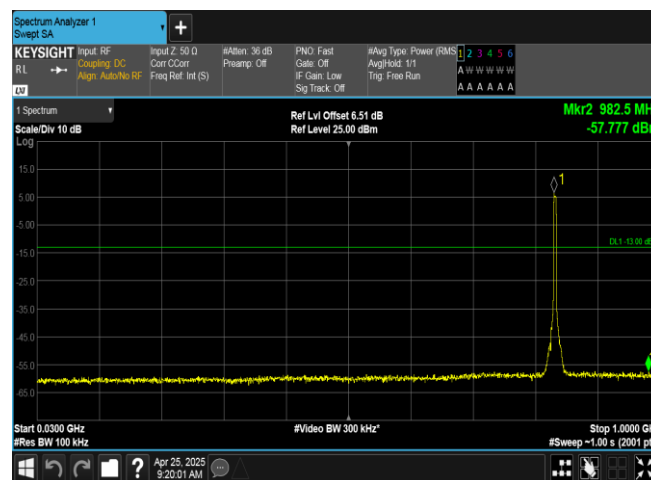 Spectrum Analyzer 1
Swept SA
+
KEYSIGHT Input: RF Input Z: 50 Ω #Atten: 36 dB PNO: Fast #Avg Type: Power (RMS 1 2 3 4 5 6
RL Coupling: DC Corr CCorr Preamp: Off Gate: Off Avg|Hold: 1/1 A W W W W W
Align: Auto/No RF Freq Ref: Int (S) IF Gain: Low Trig: Free Run
Sig Track: Off A A A A A A
LXI
1 Spectrum Ref Lvl Offset 6.51 dB Mkr2 982.5 MH
Scale/Div 10 dB Ref Level 25.00 dBm -57.777 dB
Log
1
15.0
5.00
-5.00
DL1 -13.00 dB
-15.0
-25.0
-35.0
-45.0
-55.0
-65.0
Start 0.0300 GHz #Video BW 300 kHz* Stop 1.0000 G
#Res BW 100 kHz #Sweep ~1.00 s (2001 pt
? Apr 25, 2025
9:20:01 AM